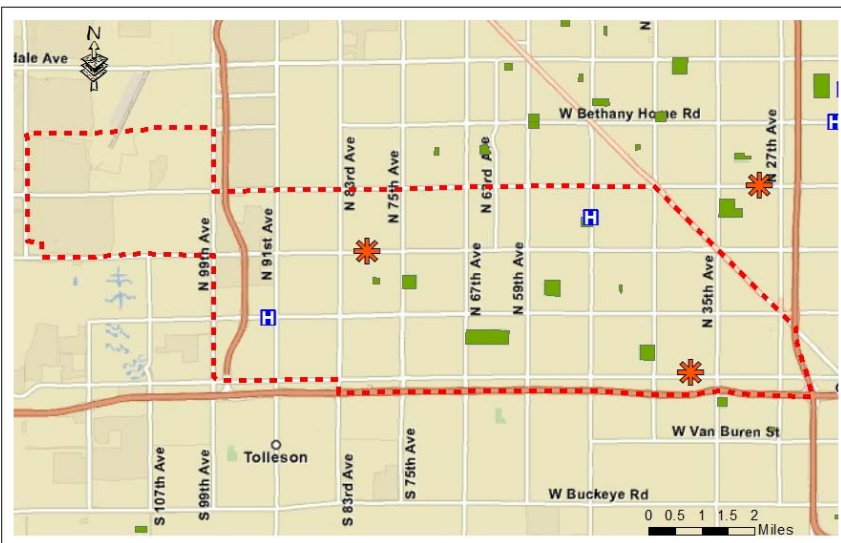 N
N
dale Ave
W Bethany Home Rd
N 27th Ave
N 83rd Ave
N 75th Ave
N 63rd Ave
N 99th Ave
N 91st Ave
H
H
H
N 67th Ave
N 59th Ave
N 35th Ave
W Van Buren St
Tolleson
S 107th Ave
S 99th Ave
S 83rd Ave
S 75th Ave
W Buckeye Rd
0 0.5 1 1.5 2
Miles